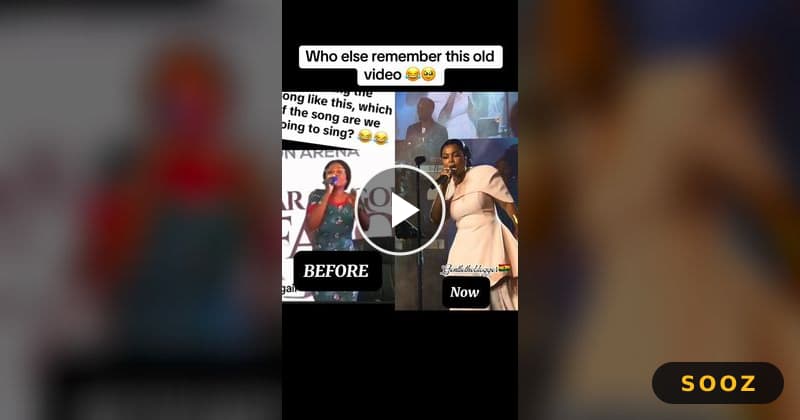 Who else remember this old
video 😂🥹
the
ong like this, which
f the song are we
oing to sing? 😂😂
ON ARENA
BEFORE
Now
SOOZ